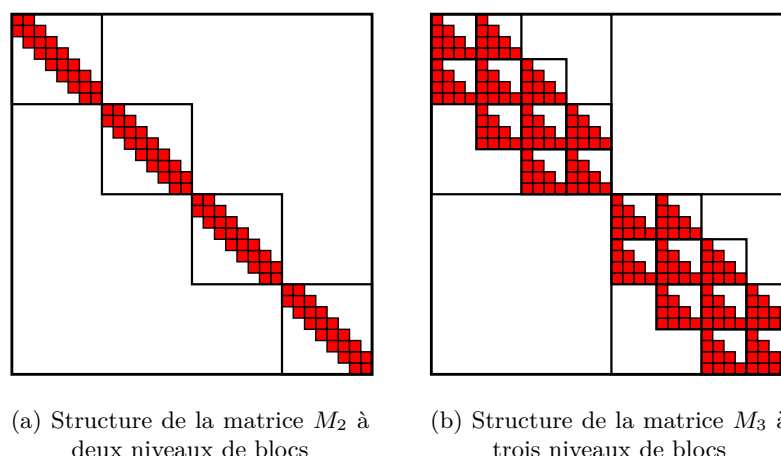 (a) Structure de la matrice M₂ à
deux niveaux de blocs
(b) Structure de la matrice M₃ à
trois niveaux de blocs